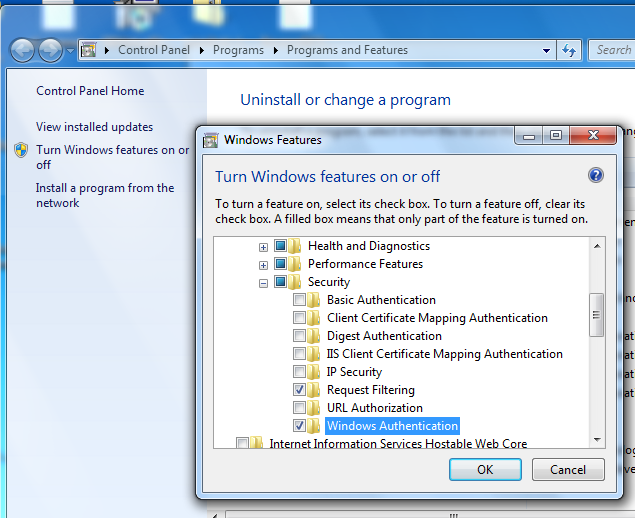 Control Panel Programs Programs and Features Search
Control Panel Home
View installed updates
Turn Windows features on or
off
Install a program from the
network
Uninstall or change a program
Windows Features
Turn Windows features on or off
To turn a feature on, select its check box. To turn a feature off, clear its
check box. A filled box means that only part of the feature is turned on.
Health and Diagnostics
Performance Features
Security
Basic Authentication
Client Certificate Mapping Authentication
Digest Authentication
IIS Client Certificate Mapping Authentication
IP Security
Request Filtering
URL Authorization
Windows Authentication
Internet Information Services Hostable Web Core
OK Cancel